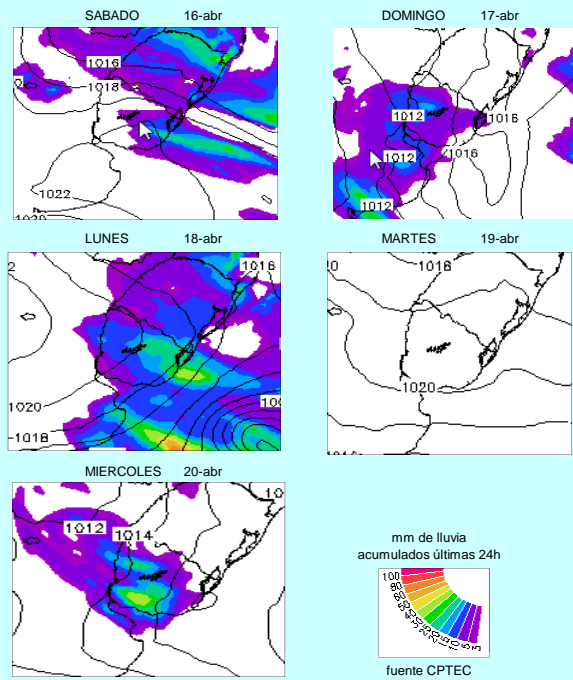 SABADO 16-abr
1016
1018
1022
DOMINGO 17-abr
1012
1016
1012
1016
1012
LUNES 18-abr
1016
1020
1018
MARTES 19-abr
1016
1020
MIERCOLES 20-abr
1012
1014
mm de lluvia
acumulados últimas 24h
100
80
fuente CPTEC